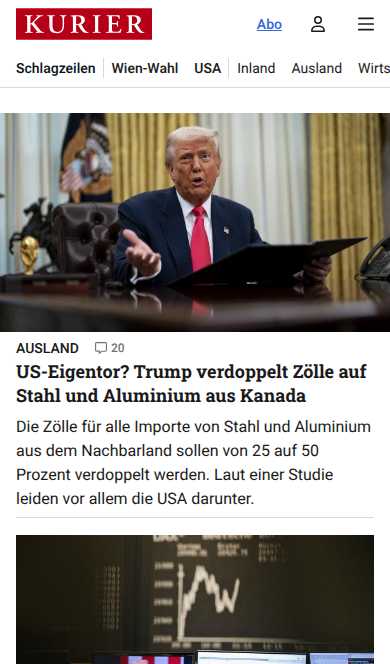 KURIER
Abo
Schlagzeilen Wien-Wahl USA Inland Ausland Wirts
AUSLAND 20
US-Eigentor? Trump verdoppelt Zölle auf
Stahl und Aluminium aus Kanada
Die Zölle für alle Importe von Stahl und Aluminium
aus dem Nachbarland sollen von 25 auf 50
Prozent verdoppelt werden. Laut einer Studie
leiden vor allem die USA darunter.